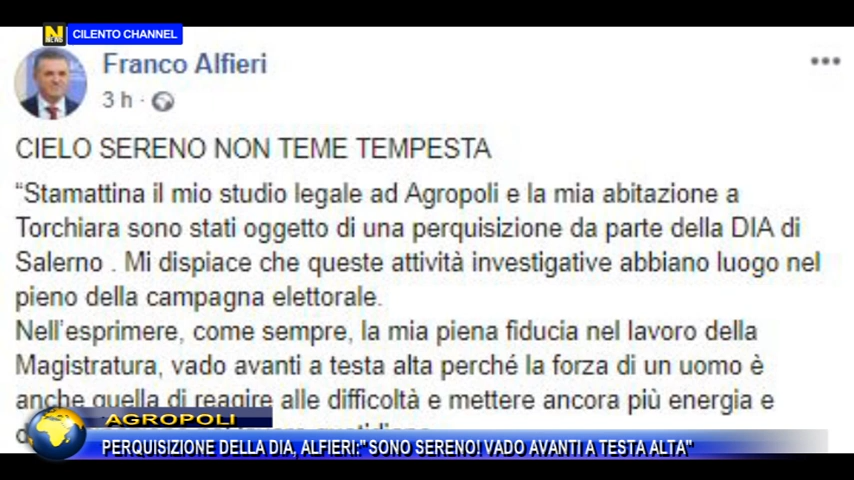 CILENTO CHANNEL
Franco Alfieri
3 h ·
CIELO SERENO NON TEME TEMPESTA
“Stamattina il mio studio legale ad Agropoli e la mia abitazione a
Torchiara sono stati oggetto di una perquisizione da parte della DIA di
Salerno . Mi dispiace che queste attività investigative abbiano luogo nel
pieno della campagna elettorale.
Nell'esprimere, come sempre, la mia piena fiducia nel lavoro della
Magistratura, vado avanti a testa alta perché la forza di un uomo è
anche quella di reagire alle difficoltà e mettere ancora più energia e
AGROPOLI
PERQUISIZIONE DELLA DIA, ALFIERI:"SONO SERENO! VADO AVANTI A TESTA ALTA"